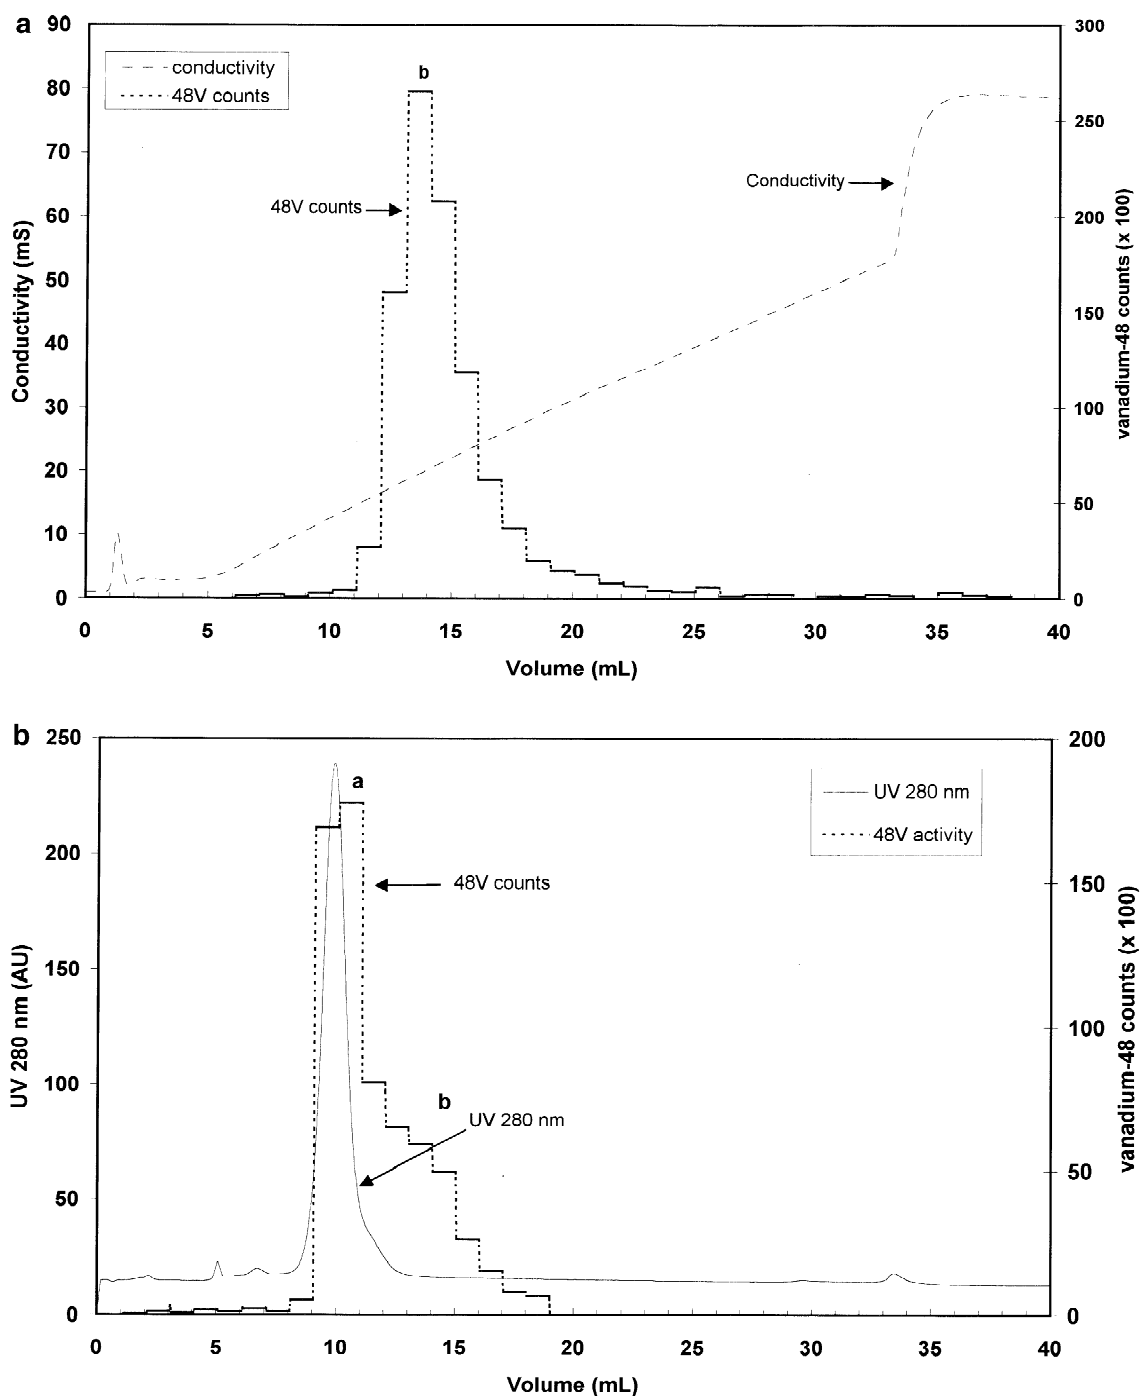 a
90
80
70
60
50
40
30
20
10
0
Conductivity (mS)
conductivity
48V counts
b
48V counts
Conductivity
300
250
200
150
100
50
0
vanadium-48 counts (x 100)
0 5 10 15 20 25 30 35 40
Volume (mL)
b
250
200
150
100
50
0
UV 280 nm (AU)
a
48V counts
b
UV 280 nm
UV 280 nm
48V activity
200
150
100
50
0
vanadium-48 counts (x 100)
0 5 10 15 20 25 30 35 40
Volume (mL)